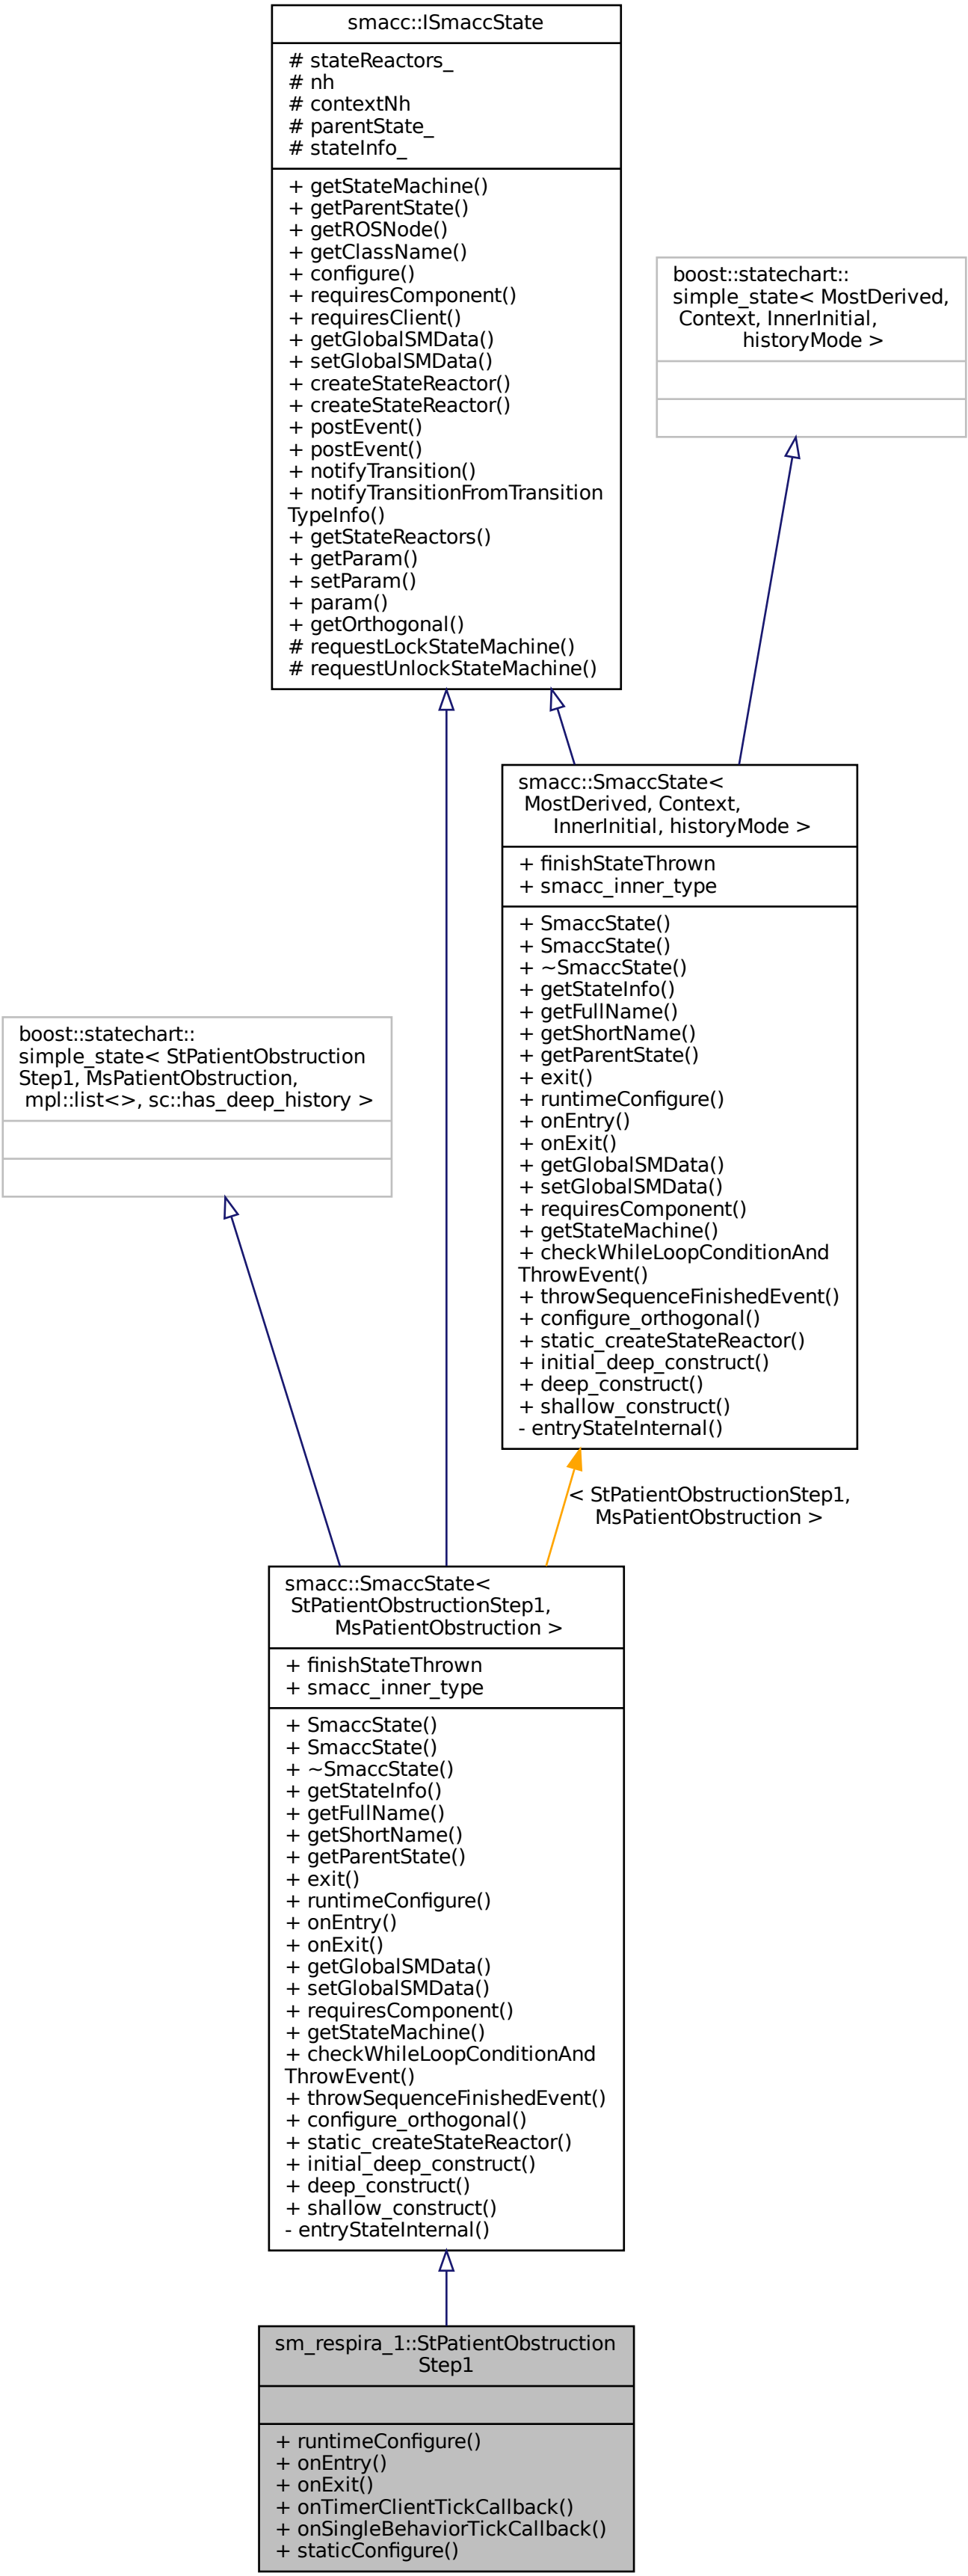 smacc::ISmaccState
# stateReactors_
# nh
# contextNh
# parentState_
# stateInfo_
+ getStateMachine()
+ getParentState()
+ getROSNode()
+ getClassName()
+ configure()
+ requiresComponent()
+ requiresClient()
+ getGlobalSMData()
+ setGlobalSMData()
+ createStateReactor()
+ createStateReactor()
+ postEvent()
+ postEvent()
+ notifyTransition()
+ notifyTransitionFromTransition
TypeInfo()
+ getStateReactors()
+ getParam()
+ setParam()
+ param()
+ getOrthogonal()
# requestLockStateMachine()
# requestUnlockStateMachine()
boost::statechart::
simple_state< MostDerived,
Context, InnerInitial,
historyMode >
smacc::SmaccState<
MostDerived, Context,
InnerInitial, historyMode >
+ finishStateThrown
+ smacc_inner_type
+ SmaccState()
+ SmaccState()
+ ~SmaccState()
+ getStateInfo()
+ getFullName()
+ getShortName()
+ getParentState()
+ exit()
+ runtimeConfigure()
+ onEntry()
+ onExit()
+ getGlobalSMData()
+ setGlobalSMData()
+ requiresComponent()
+ getStateMachine()
+ checkWhileLoopConditionAnd
ThrowEvent()
+ throwSequenceFinishedEvent()
+ configure_orthogonal()
+ static_createStateReactor()
+ initial_deep_construct()
+ deep_construct()
+ shallow_construct()
- entryStateInternal()
boost::statechart::
simple_state< StPatientObstruction
Step1, MsPatientObstruction,
mpl::list<>, sc::has_deep_history >
< StPatientObstructionStep1,
MsPatientObstruction >
smacc::SmaccState<
StPatientObstructionStep1,
MsPatientObstruction >
+ finishStateThrown
+ smacc_inner_type
+ SmaccState()
+ SmaccState()
+ ~SmaccState()
+ getStateInfo()
+ getFullName()
+ getShortName()
+ getParentState()
+ exit()
+ runtimeConfigure()
+ onEntry()
+ onExit()
+ getGlobalSMData()
+ setGlobalSMData()
+ requiresComponent()
+ getStateMachine()
+ checkWhileLoopConditionAnd
ThrowEvent()
+ throwSequenceFinishedEvent()
+ configure_orthogonal()
+ static_createStateReactor()
+ initial_deep_construct()
+ deep_construct()
+ shallow_construct()
- entryStateInternal()
sm_respira_1::StPatientObstruction
Step1
+ runtimeConfigure()
+ onEntry()
+ onExit()
+ onTimerClientTickCallback()
+ onSingleBehaviorTickCallback()
+ staticConfigure()